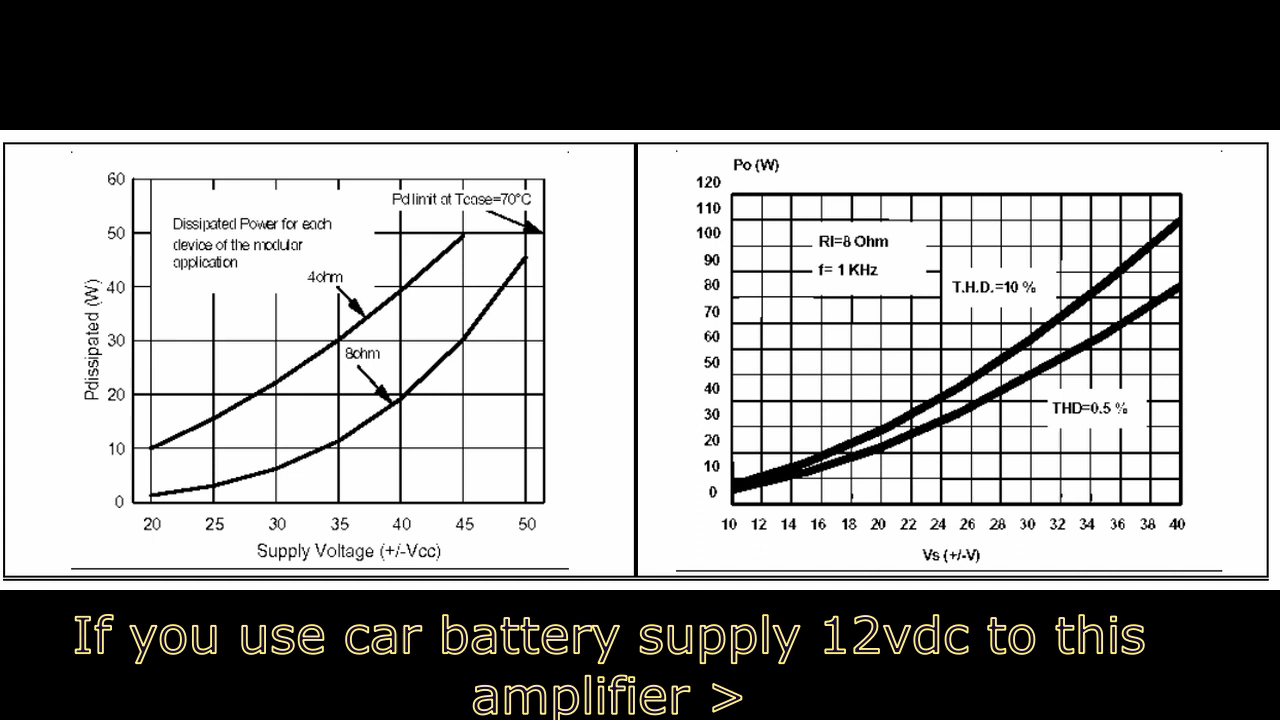 60
50
40
30
20
10
0
Pdissipated (W)
Pd limit at Tcase=70°C
Dissipated Power for each
device of the modular
application
4ohm
8ohm
20 25 30 35 40 45 50
Supply Voltage (+/-Vcc)
Po (W)
120
110
100
90
80
70
60
50
40
30
20
10
0
Rl=8 Ohm
f= 1 KHz
T.H.D.=10 %
THD=0.5 %
10 12 14 16 18 20 22 24 26 28 30 32 34 36 38 40
Vs (+/-V)
If you use car battery supply 12vdc to this
amplifier >